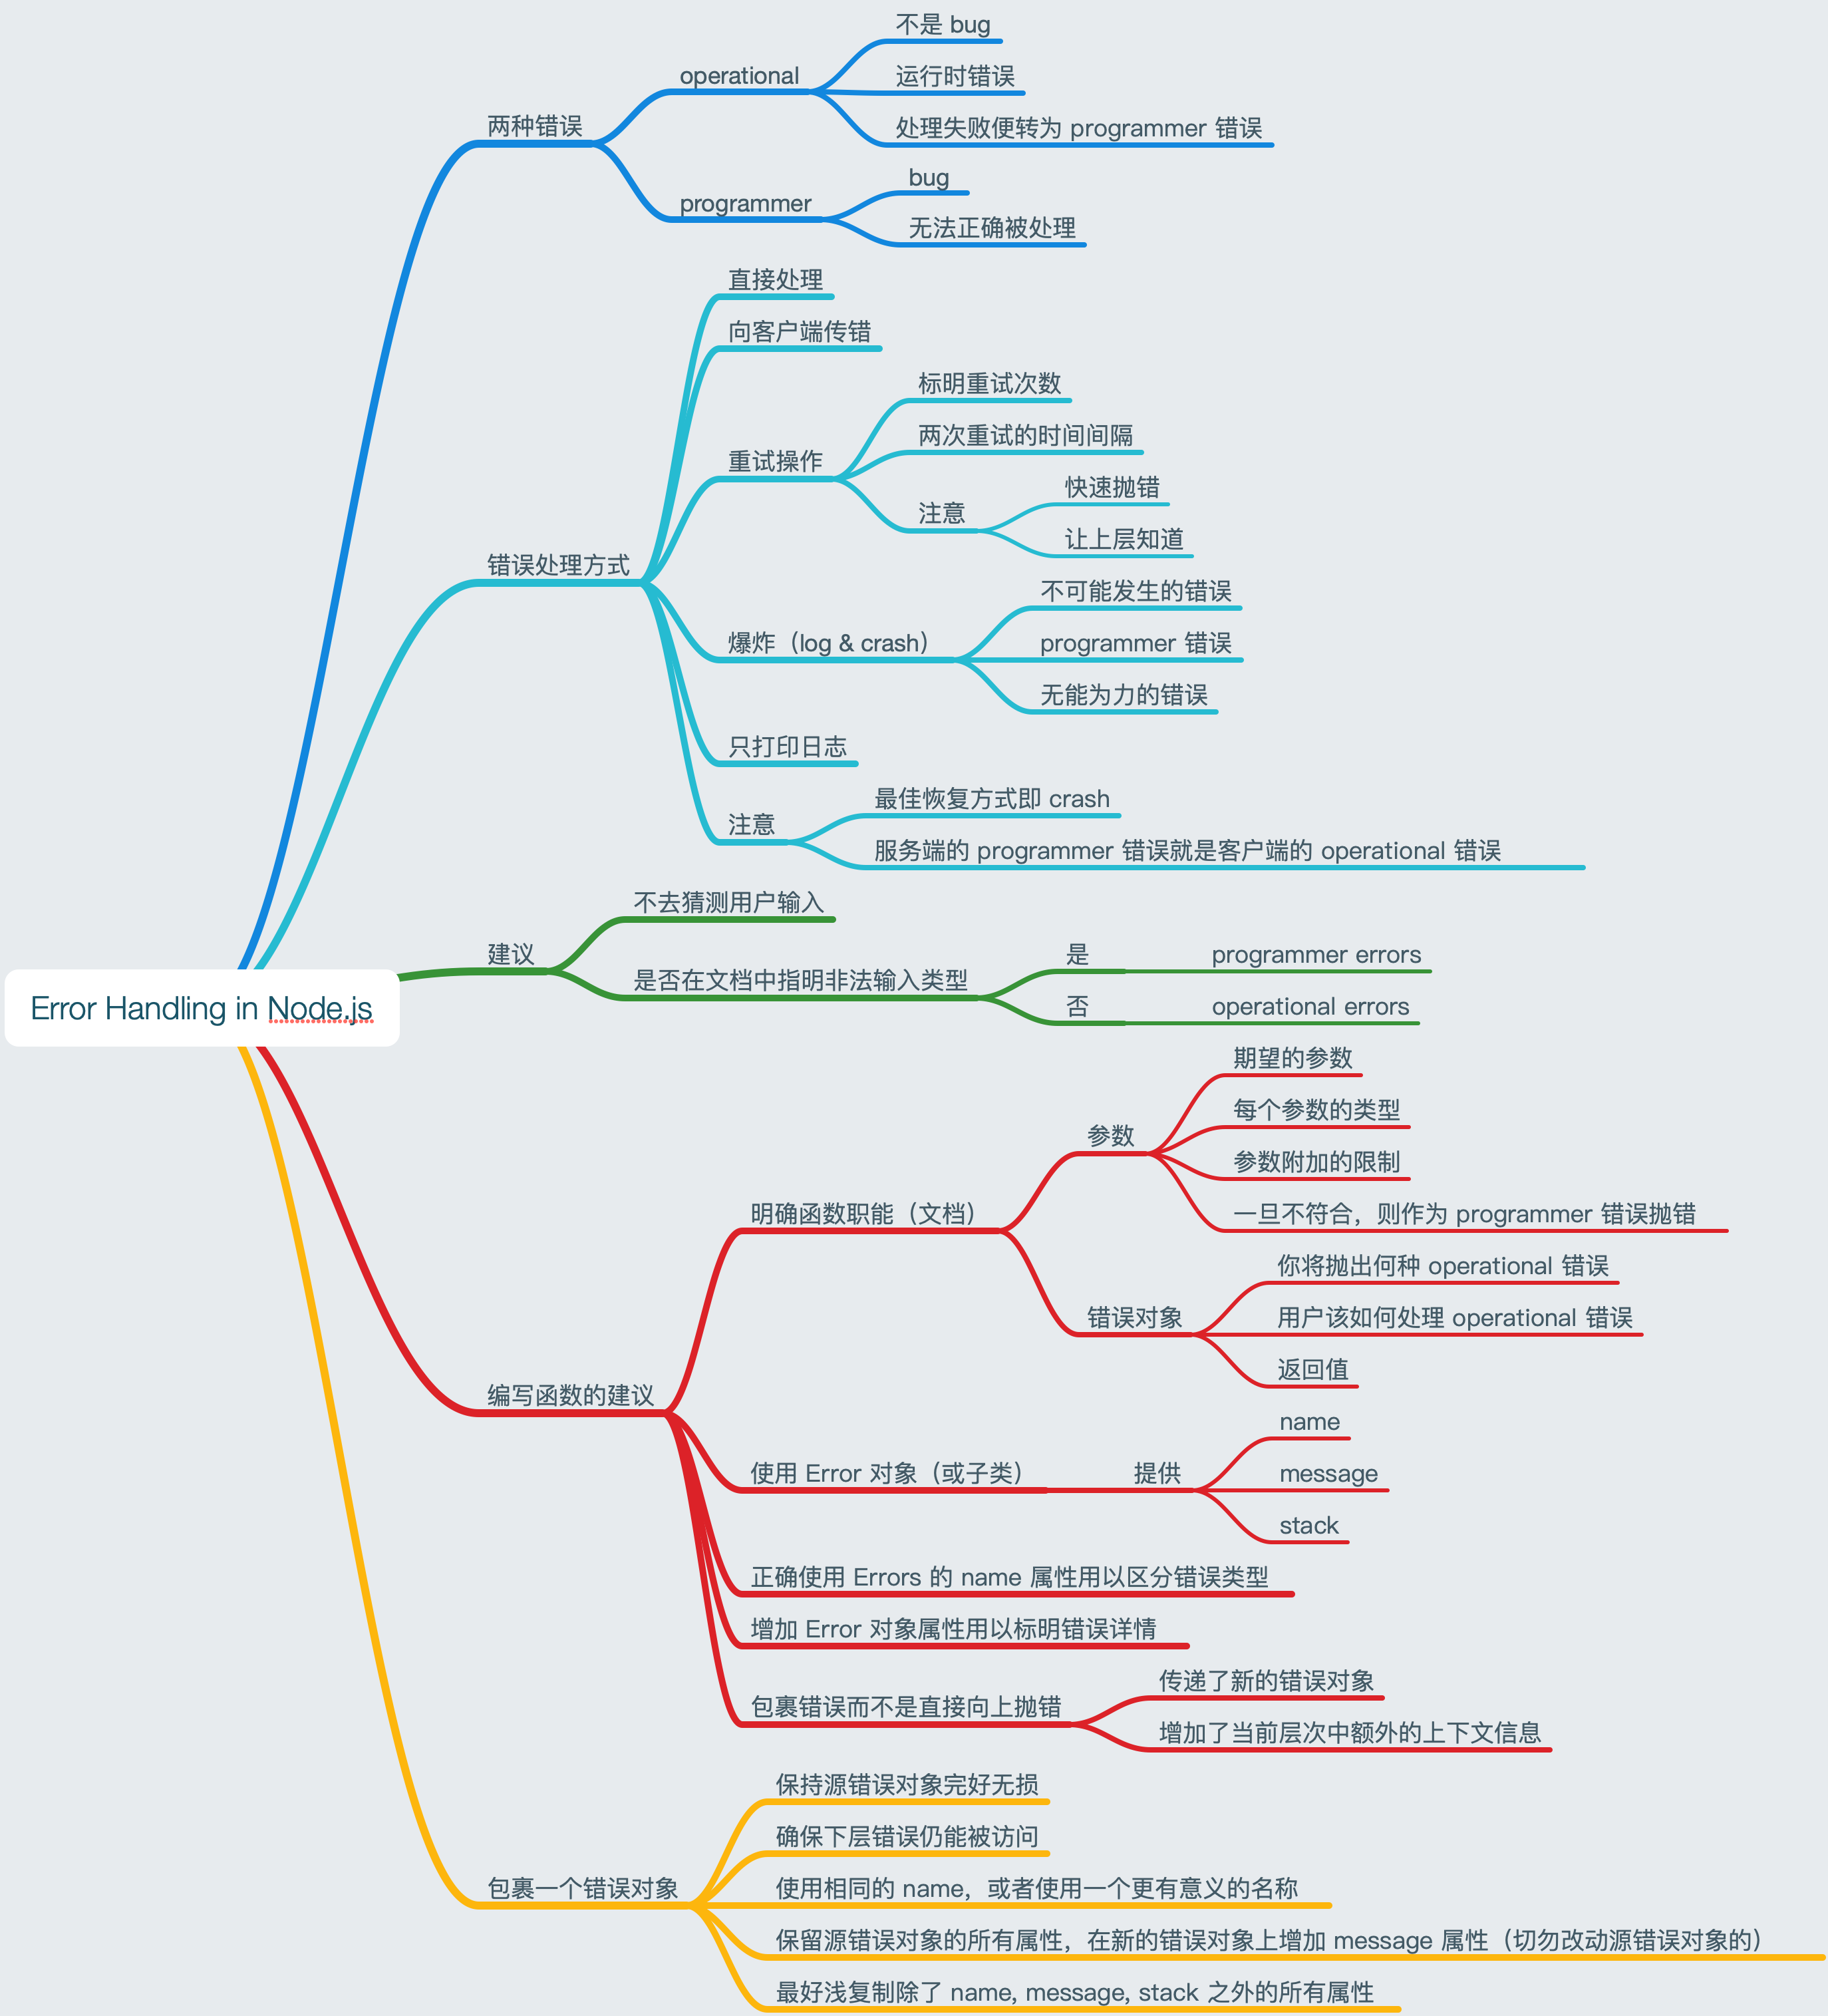 不是 bug
运行时错误
处理失败便转为 programmer 错误
operational
两种错误
bug
programmer
无法正确被处理
直接处理
向客户端传错
标明重试次数
两次重试的时间间隔
重试操作
快速抛错
注意
让上层知道
错误处理方式
不可能发生的错误
爆炸（log & crash）
programmer 错误
无能为力的错误
只打印日志
最佳恢复方式即 crash
注意
服务端的 programmer 错误就是客户端的 operational 错误
不去猜测用户输入
建议
是否在文档中指明非法输入类型
是
programmer errors
否
operational errors
Error Handling in Node.js
期望的参数
每个参数的类型
参数
参数附加的限制
一旦不符合，则作为 programmer 错误抛错
明确函数职能（文档）
你将抛出何种 operational 错误
错误对象
用户该如何处理 operational 错误
返回值
编写函数的建议
name
使用 Error 对象（或子类）
提供
message
stack
正确使用 Errors 的 name 属性用以区分错误类型
增加 Error 对象属性用以标明错误详情
传递了新的错误对象
包裹错误而不是直接向上抛错
增加了当前层次中额外的上下文信息
保持源错误对象完好无损
确保下层错误仍能被访问
包裹一个错误对象
使用相同的 name，或者使用一个更有意义的名称
保留源错误对象的所有属性，在新的错误对象上增加 message 属性（切勿改动源错误对象的）
最好浅复制除了 name, message, stack 之外的所有属性